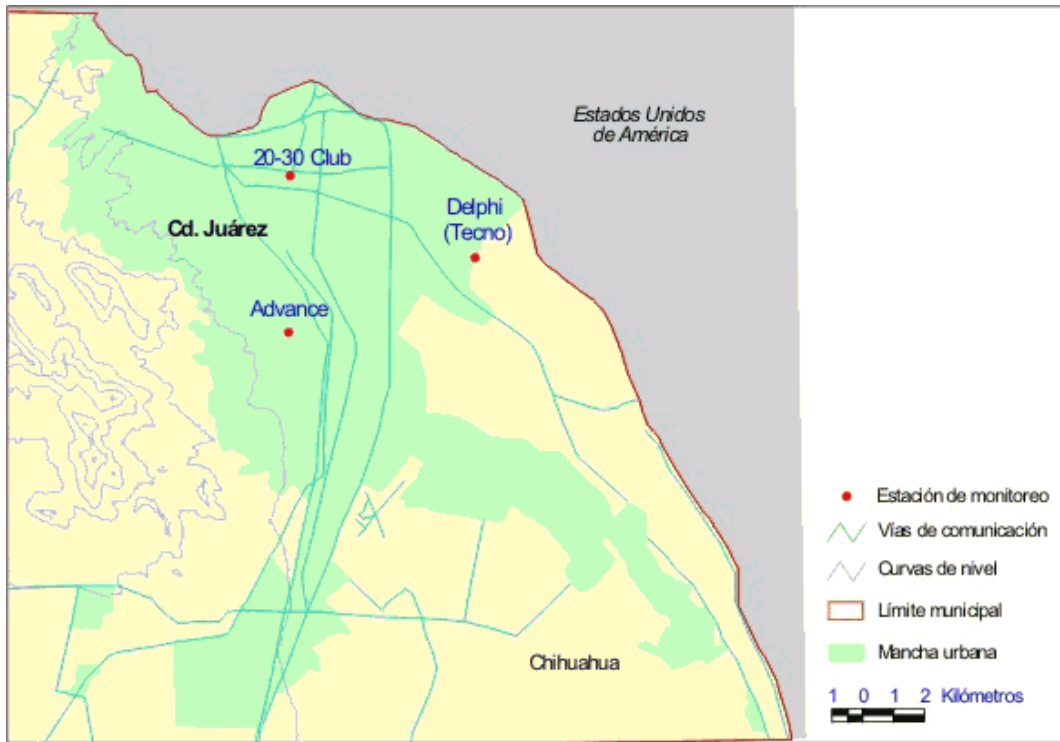 Estados Unidos
de América
20-30 Club
Delphi
(Tecno)
Cd. Juárez
Advance
Chihuahua
Estación de monitoreo
Vías de comunicación
Curvas de nivel
Límite municipal
Mancha urbana
1 0 1 2 Kilómetros